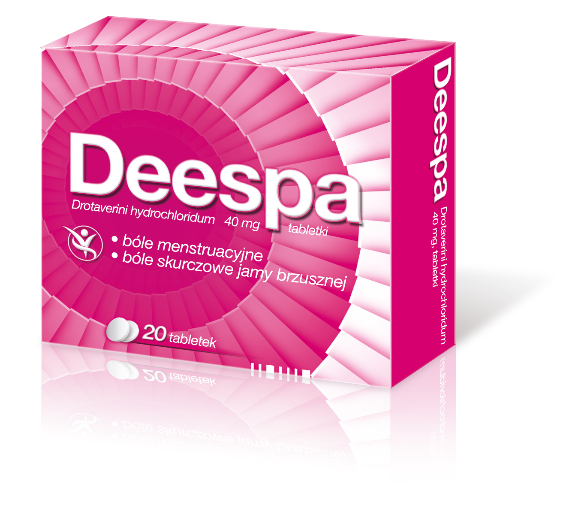 Deespa
Drotaverini hydrochloridum 40 mg tabletki
• bóle menstruacyjne
• bóle skurczowe jamy brzusznej
20 tabletek
Deespa
Drotaverini hydrochloridum
40 mg, tabletki